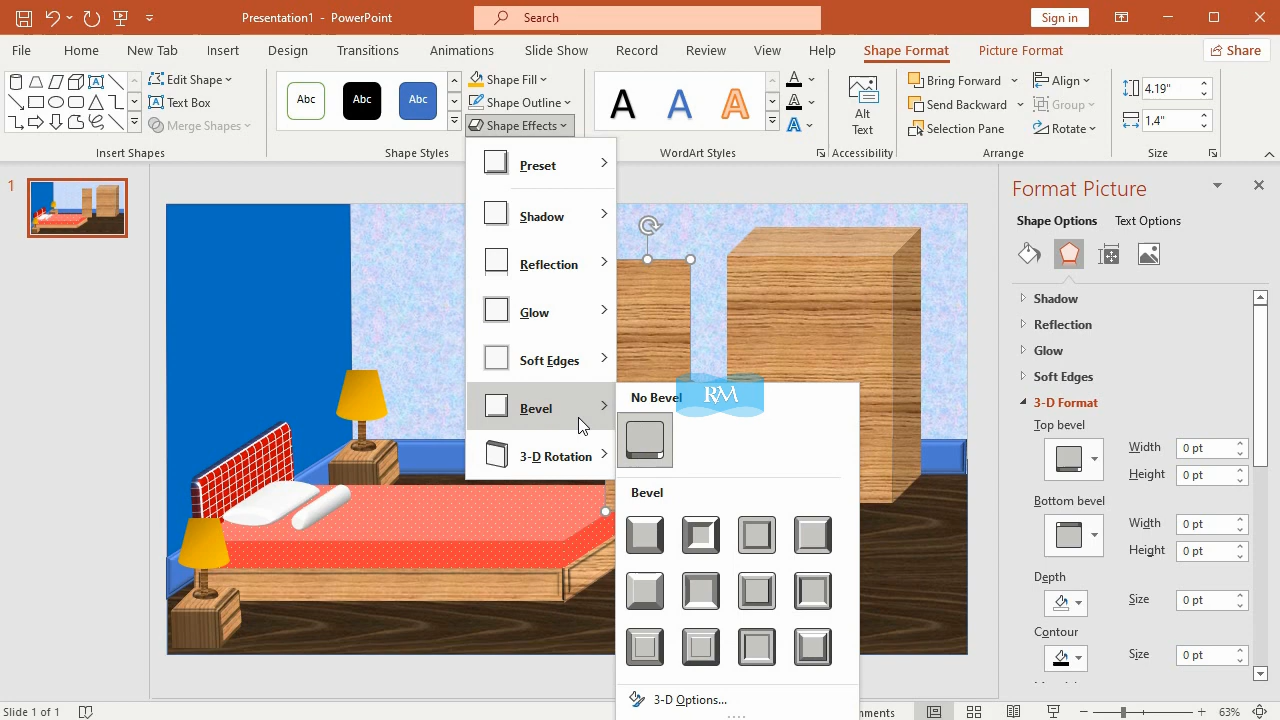 Presentation1 - PowerPoint
Search
Sign in
File Home New Tab Insert Design Transitions Animations Slide Show Record Review View Help Shape Format Picture Format Share
Edit Shape
Text Box
Merge Shapes
Insert Shapes
Abc Abc Abc
Shape Fill
Shape Outline
Shape Effects
Shape Styles
A A A
WordArt Styles
Alt
Text
Accessibility
Bring Forward
Send Backward
Selection Pane
Align
Group
Rotate
Arrange
4.19"
1.4"
Size
1
Preset
Shadow
Reflection
Glow
Soft Edges
Bevel
3-D Rotation
No Bevel
RM
Bevel
3-D Options...
Format Picture
Shape Options Text Options
Shadow
Reflection
Glow
Soft Edges
3-D Format
Top bevel
Width 0 pt
Height 0 pt
Bottom bevel
Width 0 pt
Height 0 pt
Depth
Size 0 pt
Contour
Size 0 pt
Slide 1 of 1
63%